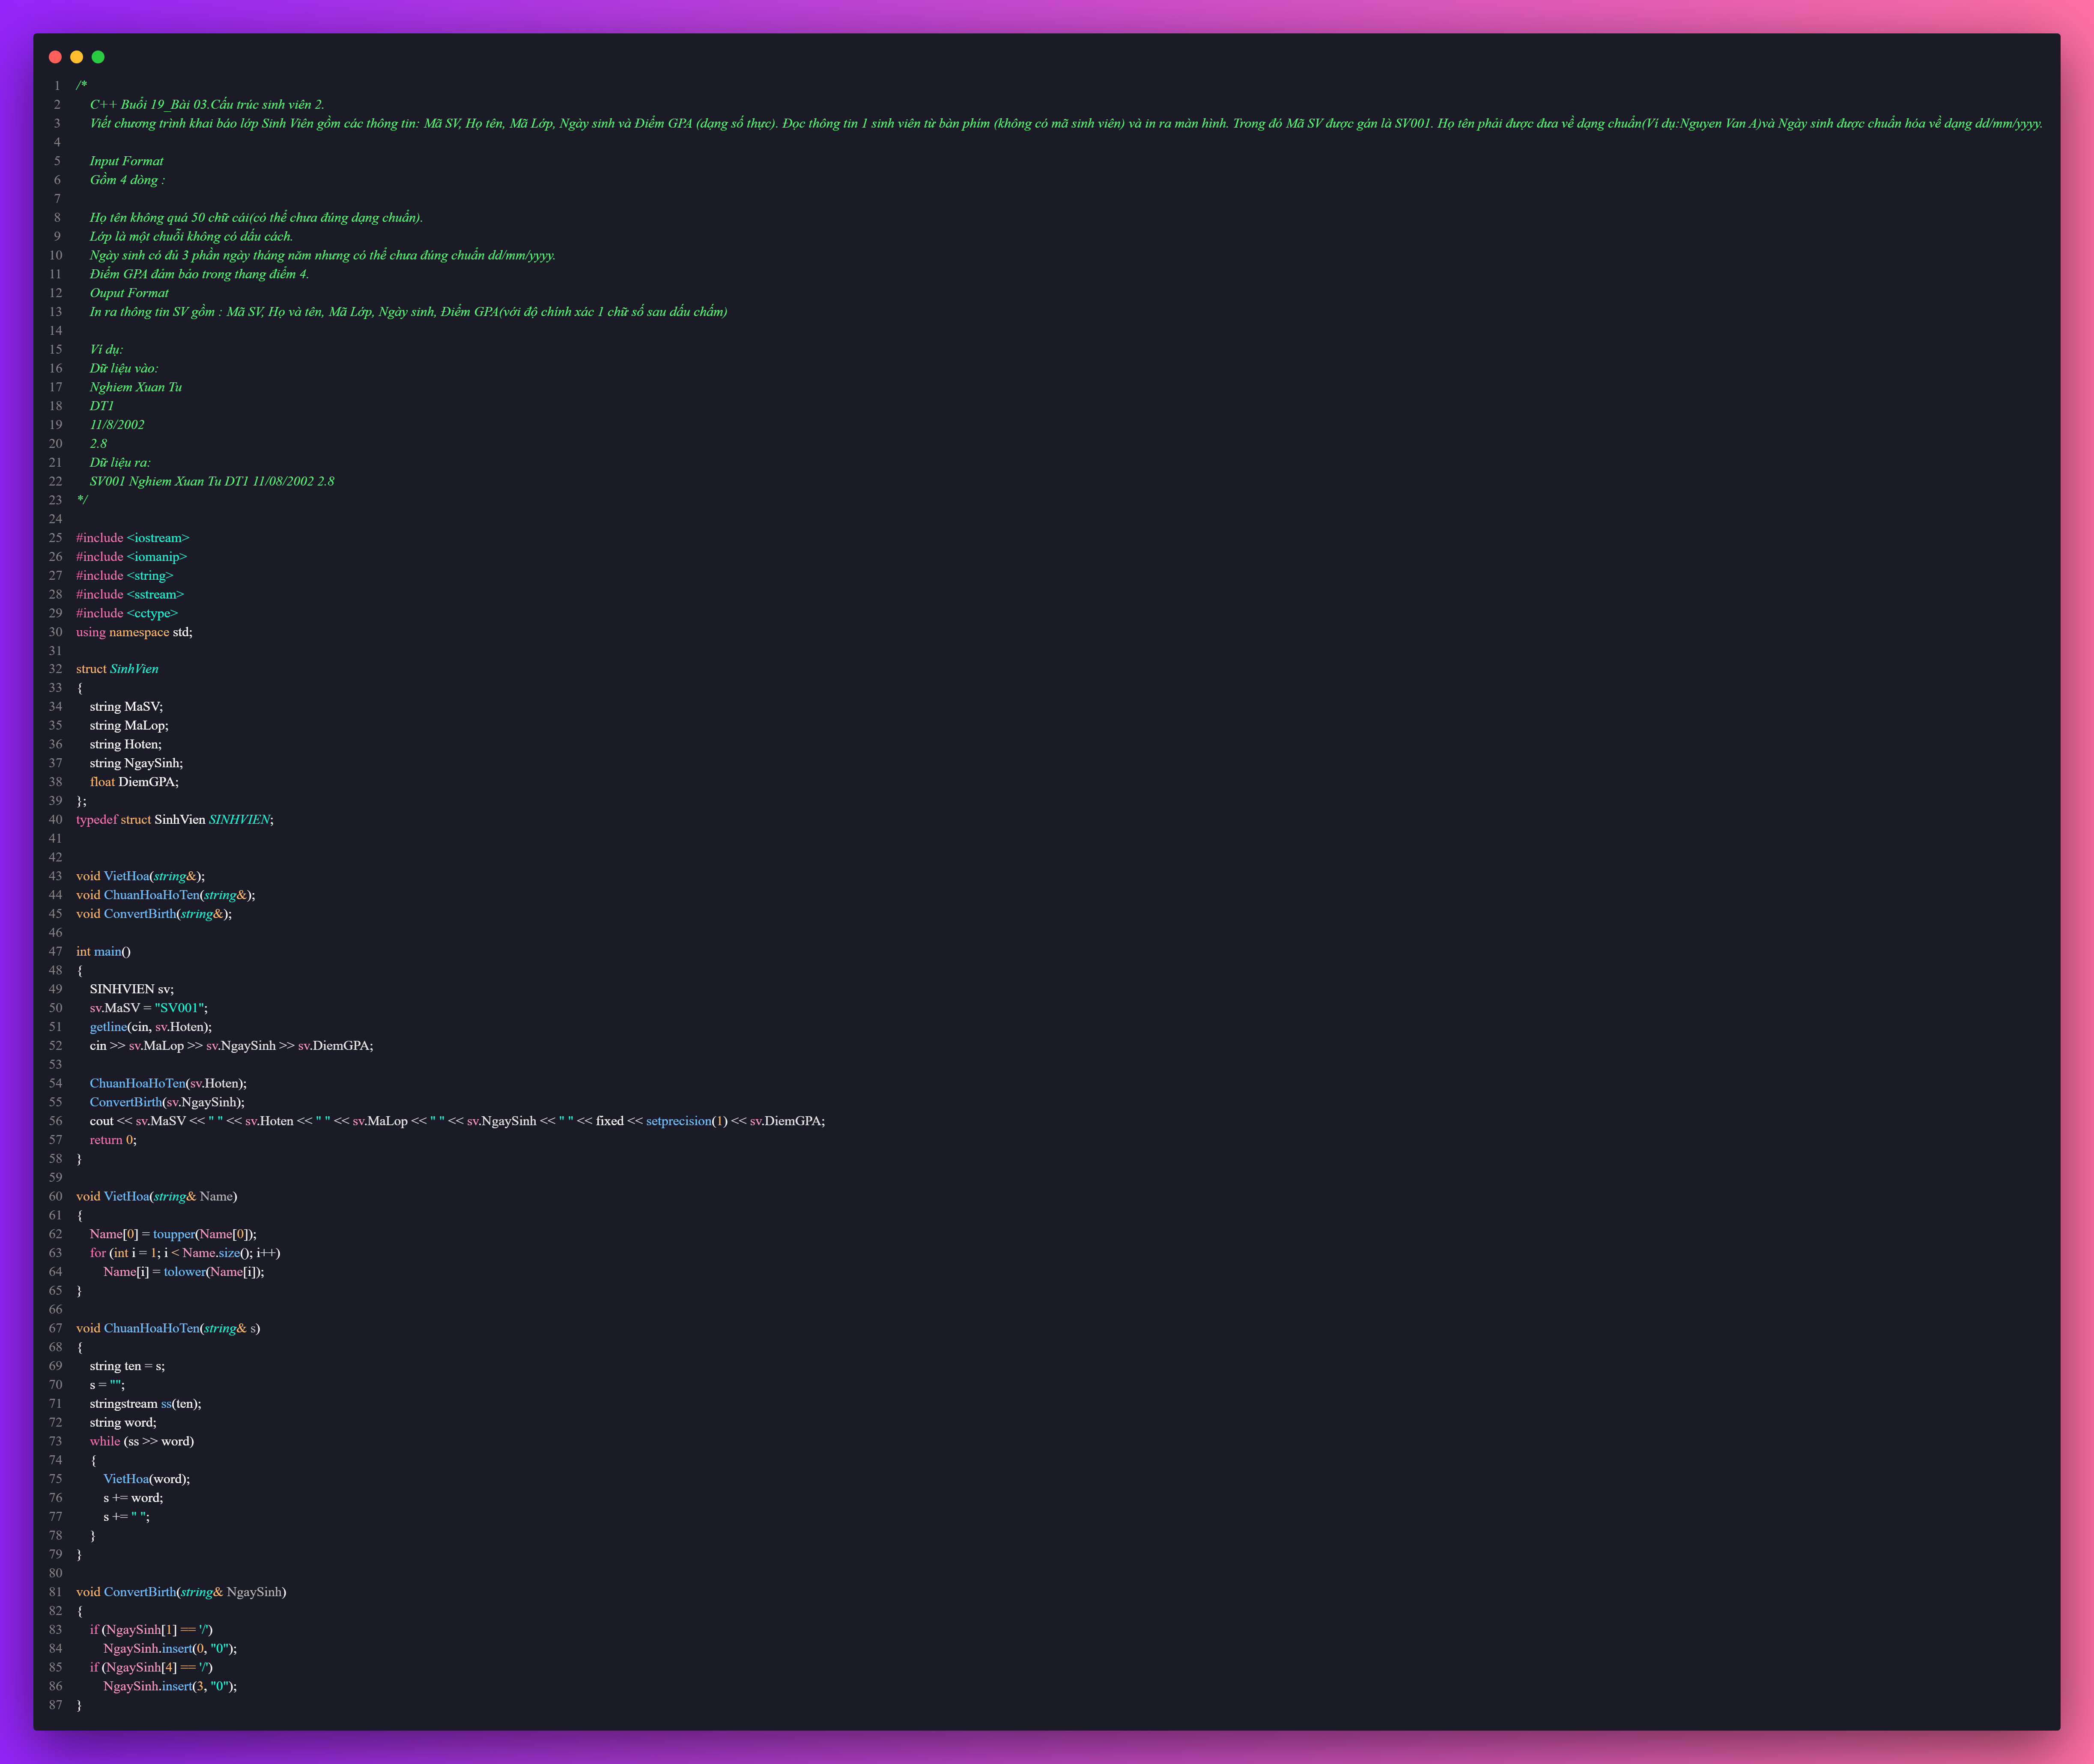 1 /*
2 C++ Buổi 19_Bài 03.Cấu trúc sinh viên 2.
3 Viết chương trình khai báo lớp Sinh Viên gồm các thông tin: Mã SV, Họ tên, Mã Lớp, Ngày sinh và Điểm GPA (dạng số thực). Đọc thông tin 1 sinh viên từ bàn phím (không có mã sinh viên) và in ra màn hình. Trong đó Mã SV được gán là SV001. Họ tên phải được đưa về dạng chuẩn(Ví dụ:Nguyen Van A)và Ngày sinh được chuẩn hóa về dạng dd/mm/yyyy.
4
5 Input Format
6 Gồm 4 dòng :
7
8 Họ tên không quá 50 chữ cái(có thể chưa đúng dạng chuẩn).
9 Lớp là một chuỗi không có dấu cách.
10 Ngày sinh có đủ 3 phần ngày tháng năm nhưng có thể chưa đúng chuẩn dd/mm/yyyy.
11 Điểm GPA đảm bảo trong thang điểm 4.
12 Ouput Format
13 In ra thông tin SV gồm : Mã SV, Họ và tên, Mã Lớp, Ngày sinh, Điểm GPA(với độ chính xác 1 chữ số sau dấu chấm)
14
15 Ví dụ:
16 Dữ liệu vào:
17 Nghiem Xuan Tu
18 DT1
19 11/8/2002
20 2.8
21 Dữ liệu ra:
22 SV001 Nghiem Xuan Tu DT1 11/08/2002 2.8
23 */
24
25 #include <iostream>
26 #include <iomanip>
27 #include <string>
28 #include <sstream>
29 #include <cctype>
30 using namespace std;
31
32 struct SinhVien
33 {
34 string MaSV;
35 string MaLop;
36 string Hoten;
37 string NgaySinh;
38 float DiemGPA;
39 };
40 typedef struct SinhVien SINHVIEN;
41
42
43 void VietHoa(string&);
44 void ChuanHoaHoTen(string&);
45 void ConvertBirth(string&);
46
47 int main()
48 {
49 SINHVIEN sv;
50 sv.MaSV = "SV001";
51 getline(cin, sv.Hoten);
52 cin >> sv.MaLop >> sv.NgaySinh >> sv.DiemGPA;
53
54 ChuanHoaHoTen(sv.Hoten);
55 ConvertBirth(sv.NgaySinh);
56 cout << sv.MaSV << " " << sv.Hoten << " " << sv.MaLop << " " << sv.NgaySinh << " " << fixed << setprecision(1) << sv.DiemGPA;
57 return 0;
58 }
59
60 void VietHoa(string& Name)
61 {
62 Name[0] = toupper(Name[0]);
63 for (int i = 1; i < Name.size(); i++)
64 Name[i] = tolower(Name[i]);
65 }
66
67 void ChuanHoaHoTen(string& s)
68 {
69 string ten = s;
70 s = "";
71 stringstream ss(ten);
72 string word;
73 while (ss >> word)
74 {
75 VietHoa(word);
76 s += word;
77 s += " ";
78 }
79 }
80
81 void ConvertBirth(string& NgaySinh)
82 {
83 if (NgaySinh[1] == '/')
84 NgaySinh.insert(0, "0");
85 if (NgaySinh[4] == '/')
86 NgaySinh.insert(3, "0");
87 }